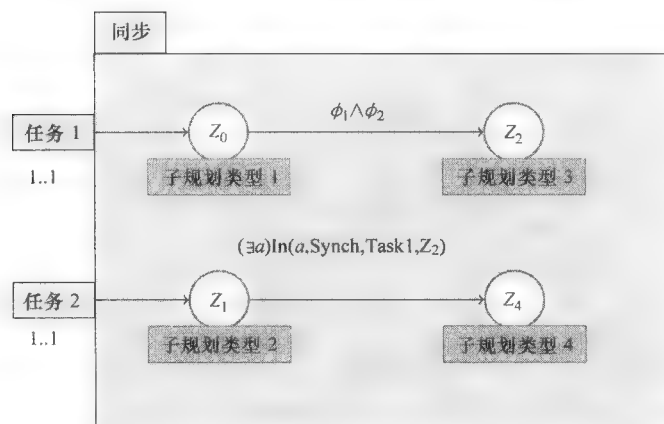 同步
ϕ₁∧ϕ₂
任务 1
Z₀
Z₂
1..1
子规划类型 1
子规划类型 3
(∃a)In(a,Synch,Task1,Z₂)
任务 2
Z₁
Z₄
1..1
子规划类型 2
子规划类型 4